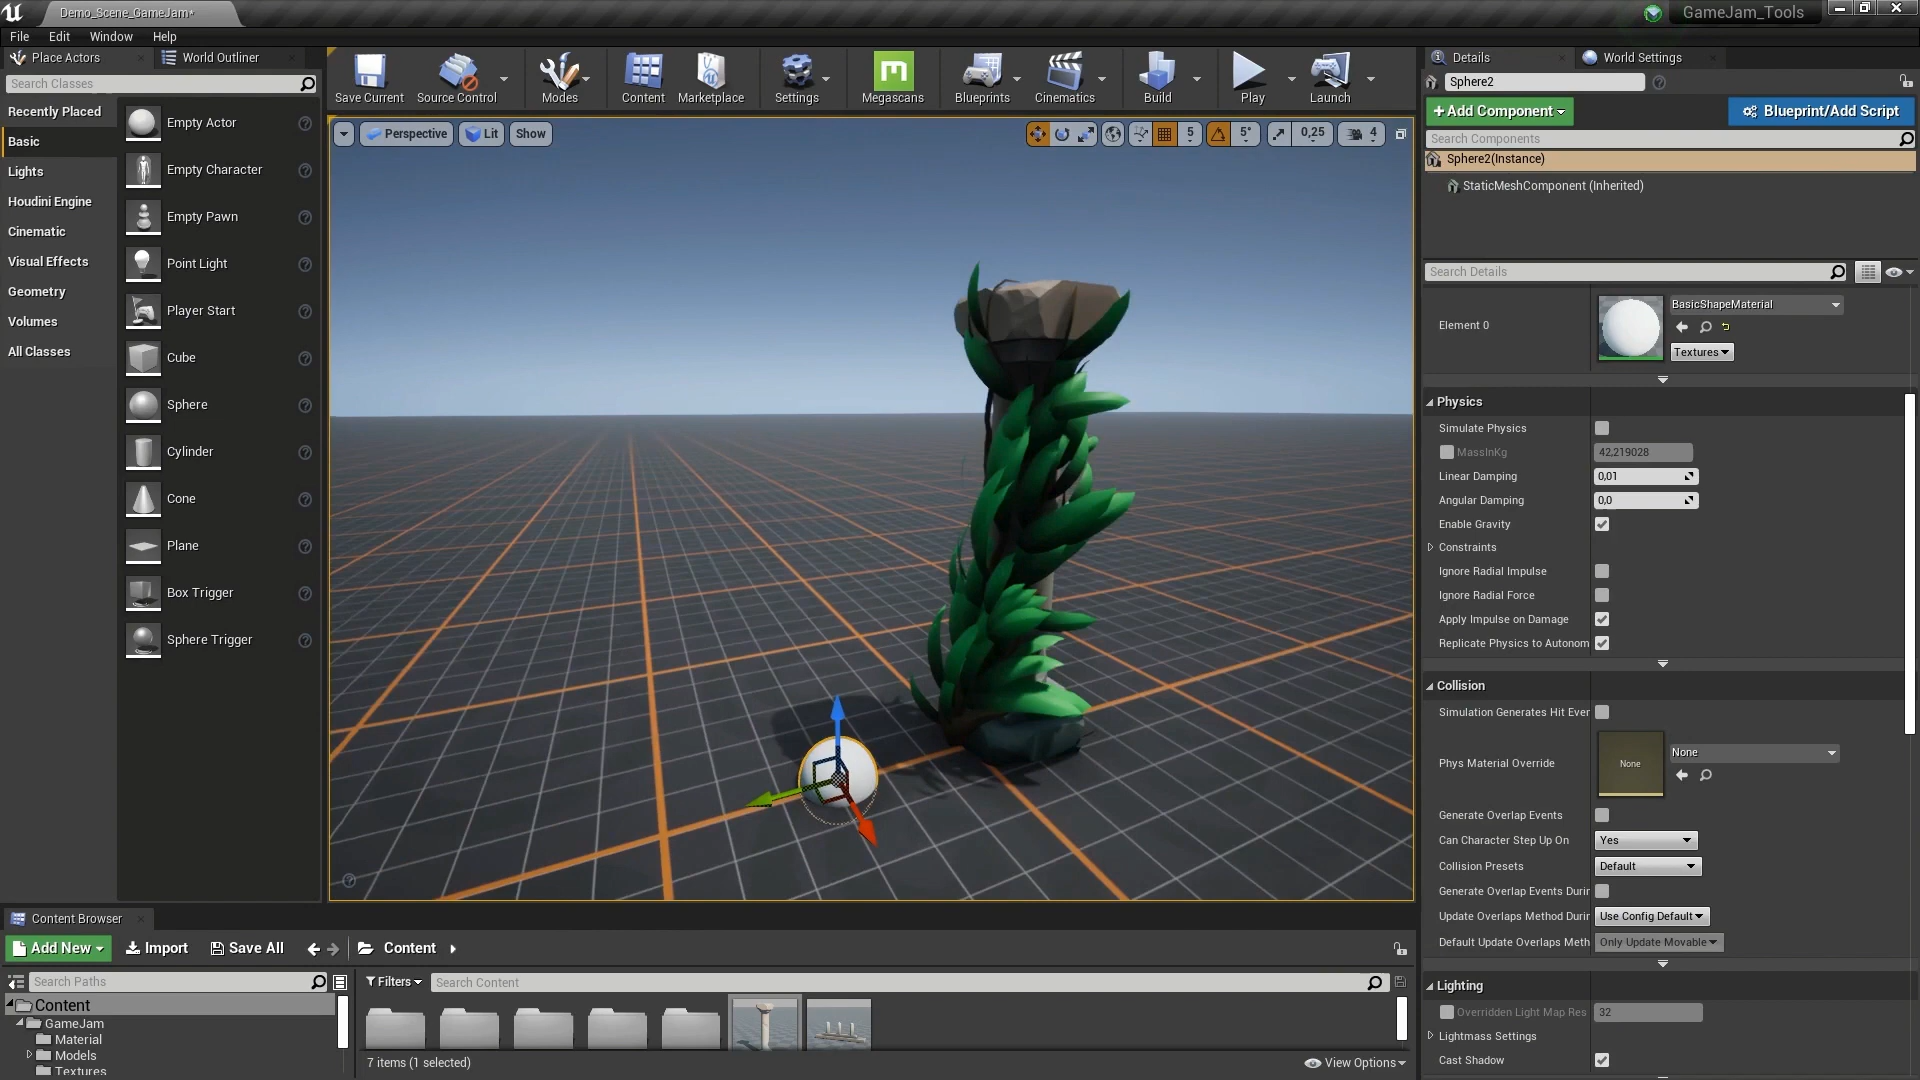 Demo_Scene_GameJam*
GameJam_Tools
File Edit Window Help
Place Actors
World Outliner
Search Classes
Recently Placed
Basic
Lights
Houdini Engine
Cinematic
Visual Effects
Geometry
Volumes
All Classes
Empty Actor
Empty Character
Empty Pawn
Point Light
Player Start
Cube
Sphere
Cylinder
Cone
Plane
Box Trigger
Sphere Trigger
Save Current
Source Control
Modes
Content
Marketplace
Settings
Megascans
Blueprints
Cinematics
Build
Play
Launch
Perspective
Lit
Show
5
5°
0,25
4
Details
World Settings
Sphere2
+Add Component
Blueprint/Add Script
Search Components
Sphere2(Instance)
StaticMeshComponent (Inherited)
Search Details
Element 0
BasicShapeMaterial
Textures
Physics
Simulate Physics
MassInKg 42,219028
Linear Damping 0,01
Angular Damping 0,0
Enable Gravity
Constraints
Ignore Radial Impulse
Ignore Radial Force
Apply Impulse on Damage
Replicate Physics to Autonom
Collision
Simulation Generates Hit Ever
Phys Material Override
None
None
Generate Overlap Events
Can Character Step Up On Yes
Collision Presets Default
Generate Overlap Events Durir
Update Overlaps Method Durir Use Config Default
Default Update Overlaps Meth Only Update Movable
Lighting
Overridden Light Map Res 32
Lightmass Settings
Cast Shadow
Content Browser
Add New
Import
Save All
Content
Search Paths
Content
GameJam
Material
Models
Textures
Filters
Search Content
7 items (1 selected)
View Options